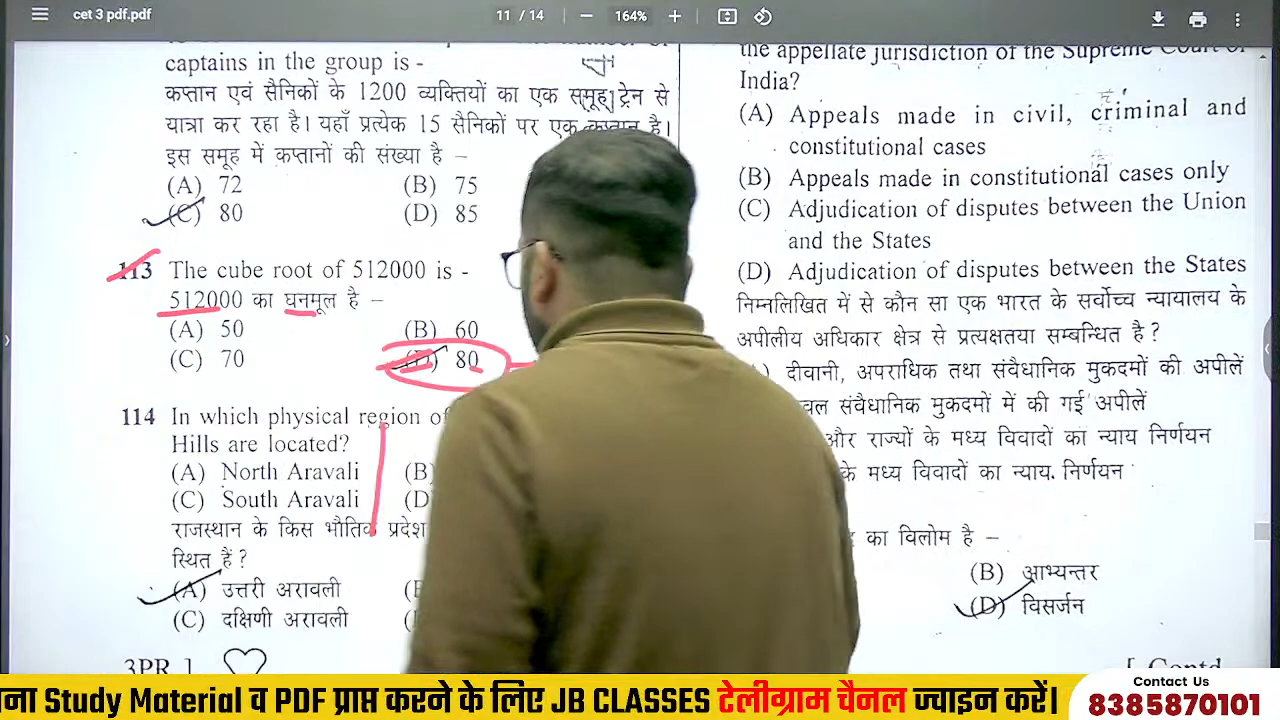 cet 3 pdf.pdf
11 / 14
164%
captains in the group is -
कप्तान एवं सैनिकों के 1200 व्यक्तियों का एक समूह ट्रेन से
यात्रा कर रहा है। यहाँ प्रत्येक 15 सैनिकों पर एक कप्तान है।
इस समूह में कप्तानों की संख्या है –
(A) 72 (B) 75
(C) 80 (D) 85
113 The cube root of 512000 is -
512000 का घनमूल है –
(A) 50 (B) 60
(C) 70 (D) 80
114 In which physical region of
Hills are located?
(A) North Aravali (B)
(C) South Aravali (D
राजस्थान के किस भौतिक प्रदेश
स्थित हैं ?
(A) उत्तरी अरावली
(C) दक्षिणी अरावली
3PR_1
the appellate jurisdiction of the Supreme Court of
India?
(A) Appeals made in civil, criminal and
constitutional cases
(B) Appeals made in constitutional cases only
(C) Adjudication of disputes between the Union
and the States
(D) Adjudication of disputes between the States
निम्नलिखित में से कौन सा एक भारत के सर्वोच्च न्यायालय के
अपीलीय अधिकार क्षेत्र से प्रत्यक्षतया सम्बन्धित है ?
दीवानी, अपराधिक तथा संवैधानिक मुकदमों की अपीलें
संवैधानिक मुकदमों में की गई अपीलें
और राज्यों के मध्य विवादों का न्याय निर्णयन
के मध्य विवादों का न्याय. निर्णयन
का विलोम है –
(B) आभ्यन्तर
(D) विसर्जन
[ Contd
Study Material व PDF प्राप्त करने के लिए JB CLASSES टेलीग्राम चैनल ज्वाइन करें।
Contact Us
8385870101